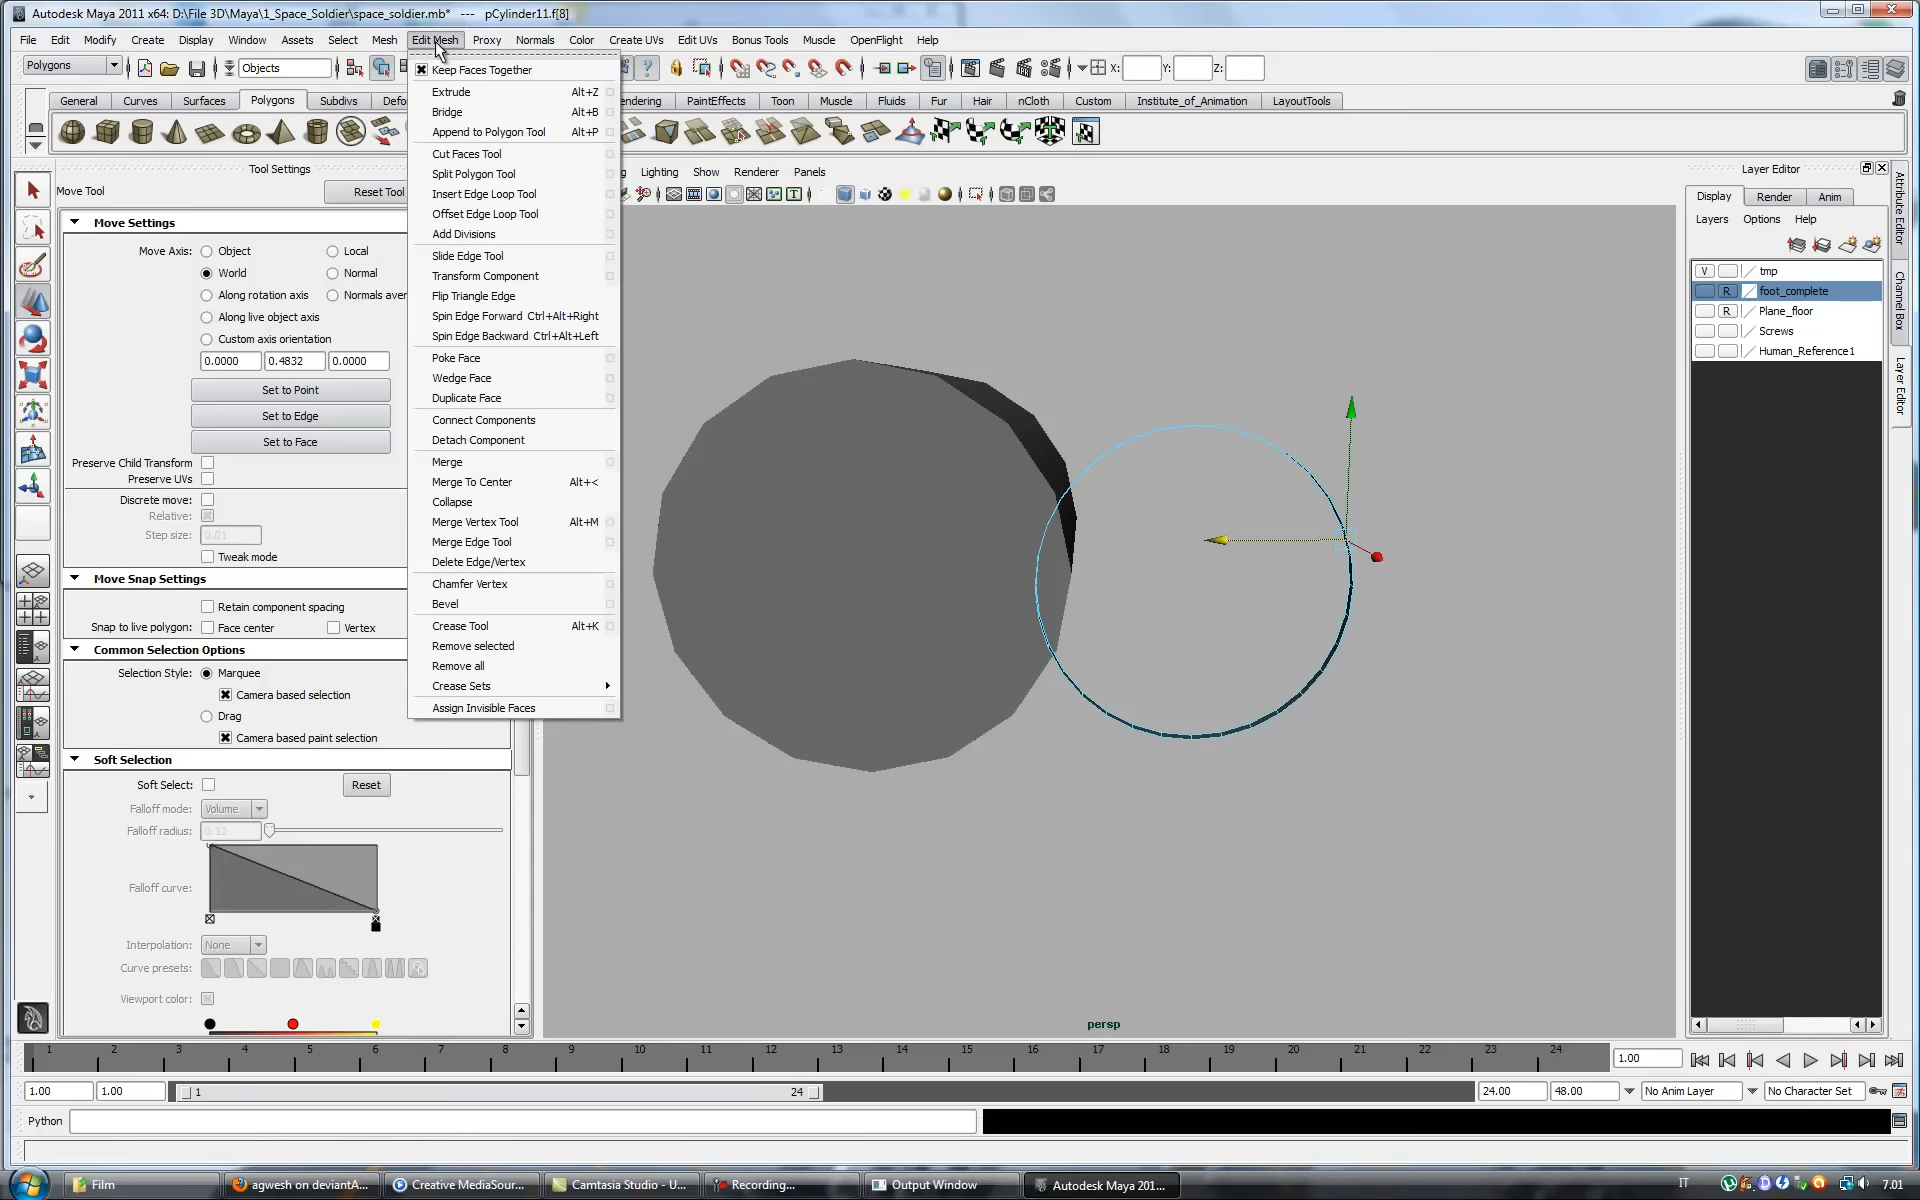 Autodesk Maya 2011 x64: D:\File 3D\Maya\1_Space_Soldier\space_soldier.mb* --- pCylinder11.f[8]
File Edit Modify Create Display Window Assets Select Mesh Edit Mesh Proxy Normals Color Create UVs Edit UVs Bonus Tools Muscle OpenFlight Help
Polygons Objects X: Y: Z:
General Curves Surfaces Polygons Subdivs Defo endering PaintEffects Toon Muscle Fluids Fur Hair nCloth Custom Institute_of_Animation LayoutTools
Keep Faces Together
Extrude Alt+Z
Bridge Alt+B
Append to Polygon Tool Alt+P
Cut Faces Tool
Split Polygon Tool
Insert Edge Loop Tool
Offset Edge Loop Tool
Add Divisions
Slide Edge Tool
Transform Component
Flip Triangle Edge
Spin Edge Forward Ctrl+Alt+Right
Spin Edge Backward Ctrl+Alt+Left
Poke Face
Wedge Face
Duplicate Face
Connect Components
Detach Component
Merge
Merge To Center Alt+<
Collapse
Merge Vertex Tool Alt+M
Merge Edge Tool
Delete Edge/Vertex
Chamfer Vertex
Bevel
Crease Tool Alt+K
Remove selected
Remove all
Crease Sets
Assign Invisible Faces
Tool Settings
Move Tool Reset Tool
Move Settings
Move Axis: Object Local
World Normal
Along rotation axis Normals aver
Along live object axis
Custom axis orientation
0.0000 0.4832 0.0000
Set to Point
Set to Edge
Set to Face
Preserve Child Transform
Preserve UVs
Discrete move:
Relative:
Step size: 0.01
Tweak mode
Move Snap Settings
Retain component spacing
Snap to live polygon: Face center Vertex
Common Selection Options
Selection Style: Marquee
Camera based selection
Drag
Camera based paint selection
Soft Selection
Soft Select: Reset
Falloff mode: Volume
Falloff radius: 0.13
Falloff curve:
Interpolation: None
Curve presets:
Viewport color:
g Lighting Show Renderer Panels
persp
Layer Editor
Display Render Anim
Layers Options Help
V tmp
R foot_complete
R Plane_floor
Screws
Human_Reference1
Attribute Editor
Channel Box
Layer Editor
1 2 3 4 5 6 7 8 9 10 11 12 13 14 15 16 17 18 19 20 21 22 23 24 1.00
1.00 1.00 1 24 24.00 48.00 No Anim Layer No Character Set
Python
Film agwesh on deviantA... Creative MediaSour... Camtasia Studio - U... Recording... Output Window Autodesk Maya 201... IT 7.01